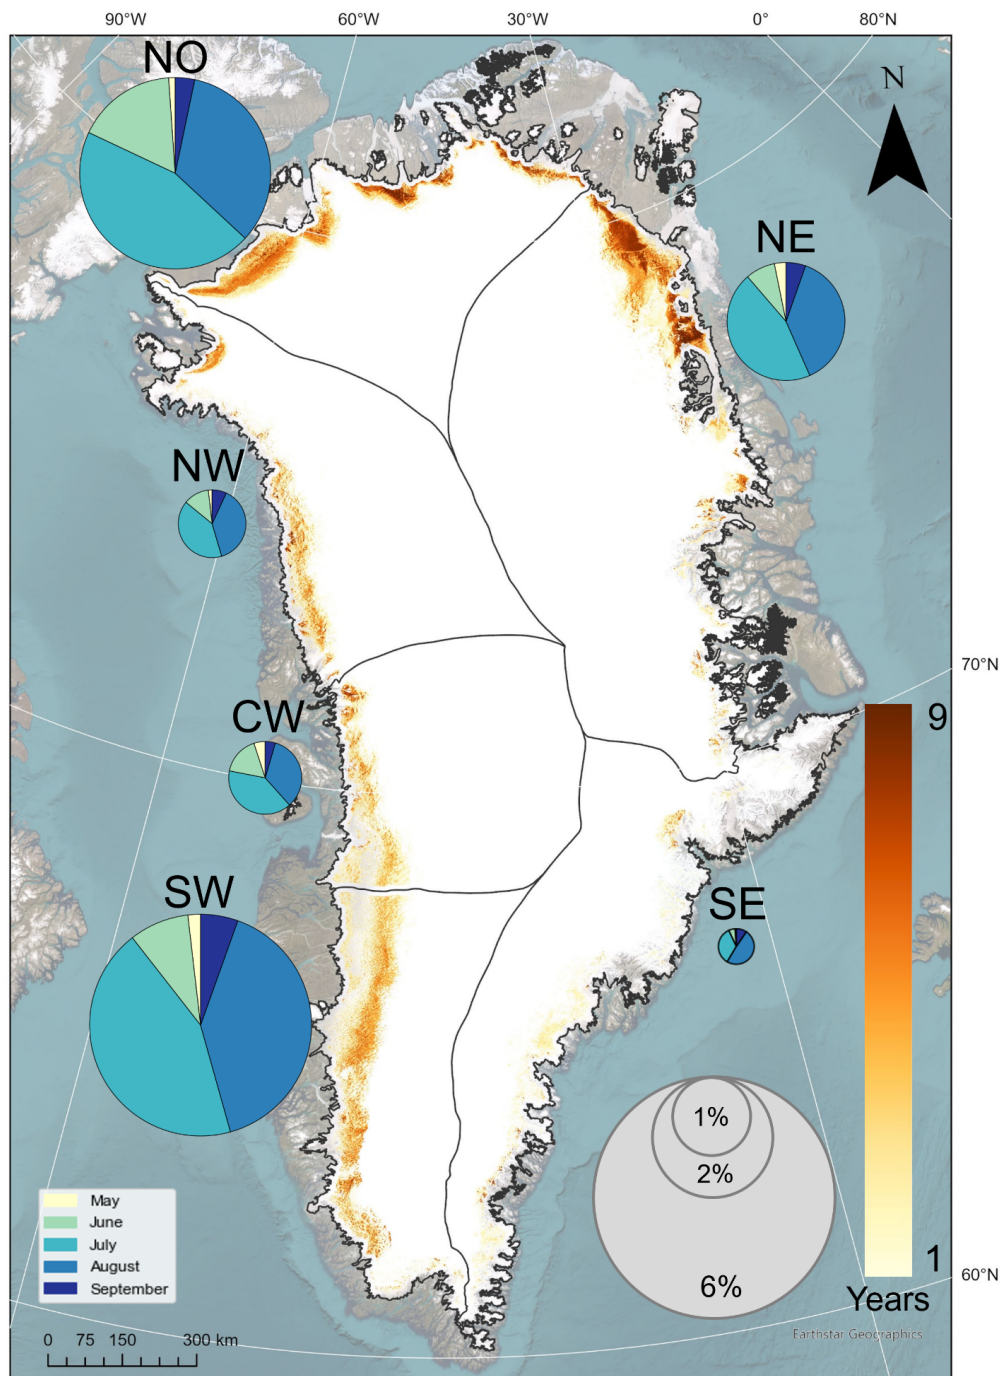 90°W 60°W 30°W 0° 80°N
NO
N
NE
NW
70°N
CW
9
SW
SE
1%
2%
6%
May
June
July
August
September
1
60°N
Years
0 75 150 300 km
Earthstar Geographics